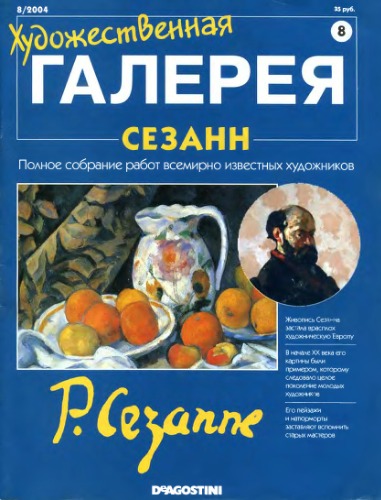 8/2004
25 руб.
Художественная
8
ГАЛЕРЕЯ
СЕЗАНН
Полное собрание работ всемирно известных художников
Живопись Сезанна
застала врасплох
художническую Европу
В начале XX века его
картины были
примером, которому
следовало целое
поколение молодых
художников
Его пейзажи
и натюрморты
заставляют вспомнить
старых мастеров
P. Cezanne
DeAGOSTINI